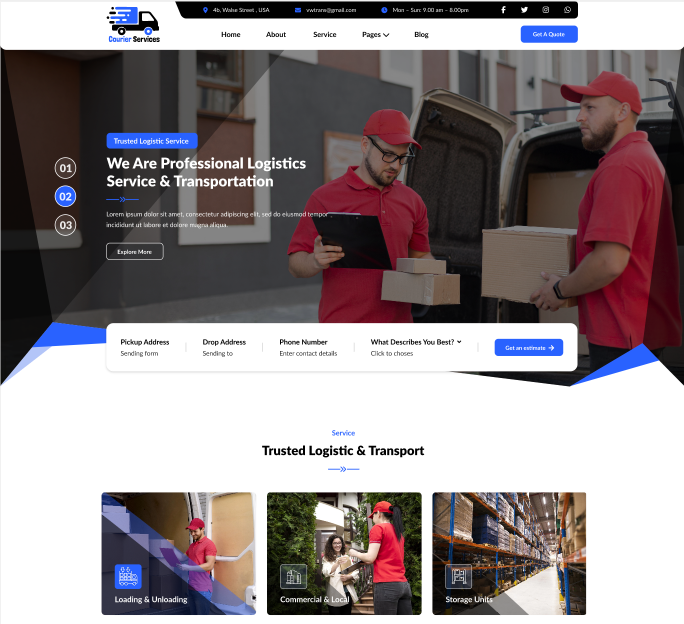 46, Wake Street , USA
vwtrans@gmail.com
Mon – Sun: 9.00 am – 8.00pm
Courier Services
Home
About
Service
Pages
Blog
Get A Quote
Trusted Logistic Service
01
We Are Professional Logistics
02
Service & Transportation
03
Lorem ipsum dolor sit amet, consectetur adipiscing elit, sed do eiusmod tempor
incididunt ut labore et dolore magna aliqua.
Explore More
Pickup Address
Sending form
Drop Address
Sending to
Phone Number
Enter contact details
What Describes You Best?
Click to choses
Get an estimate
Service
Trusted Logistic & Transport
Loading & Unloading
Commercial & Local
Storage Units